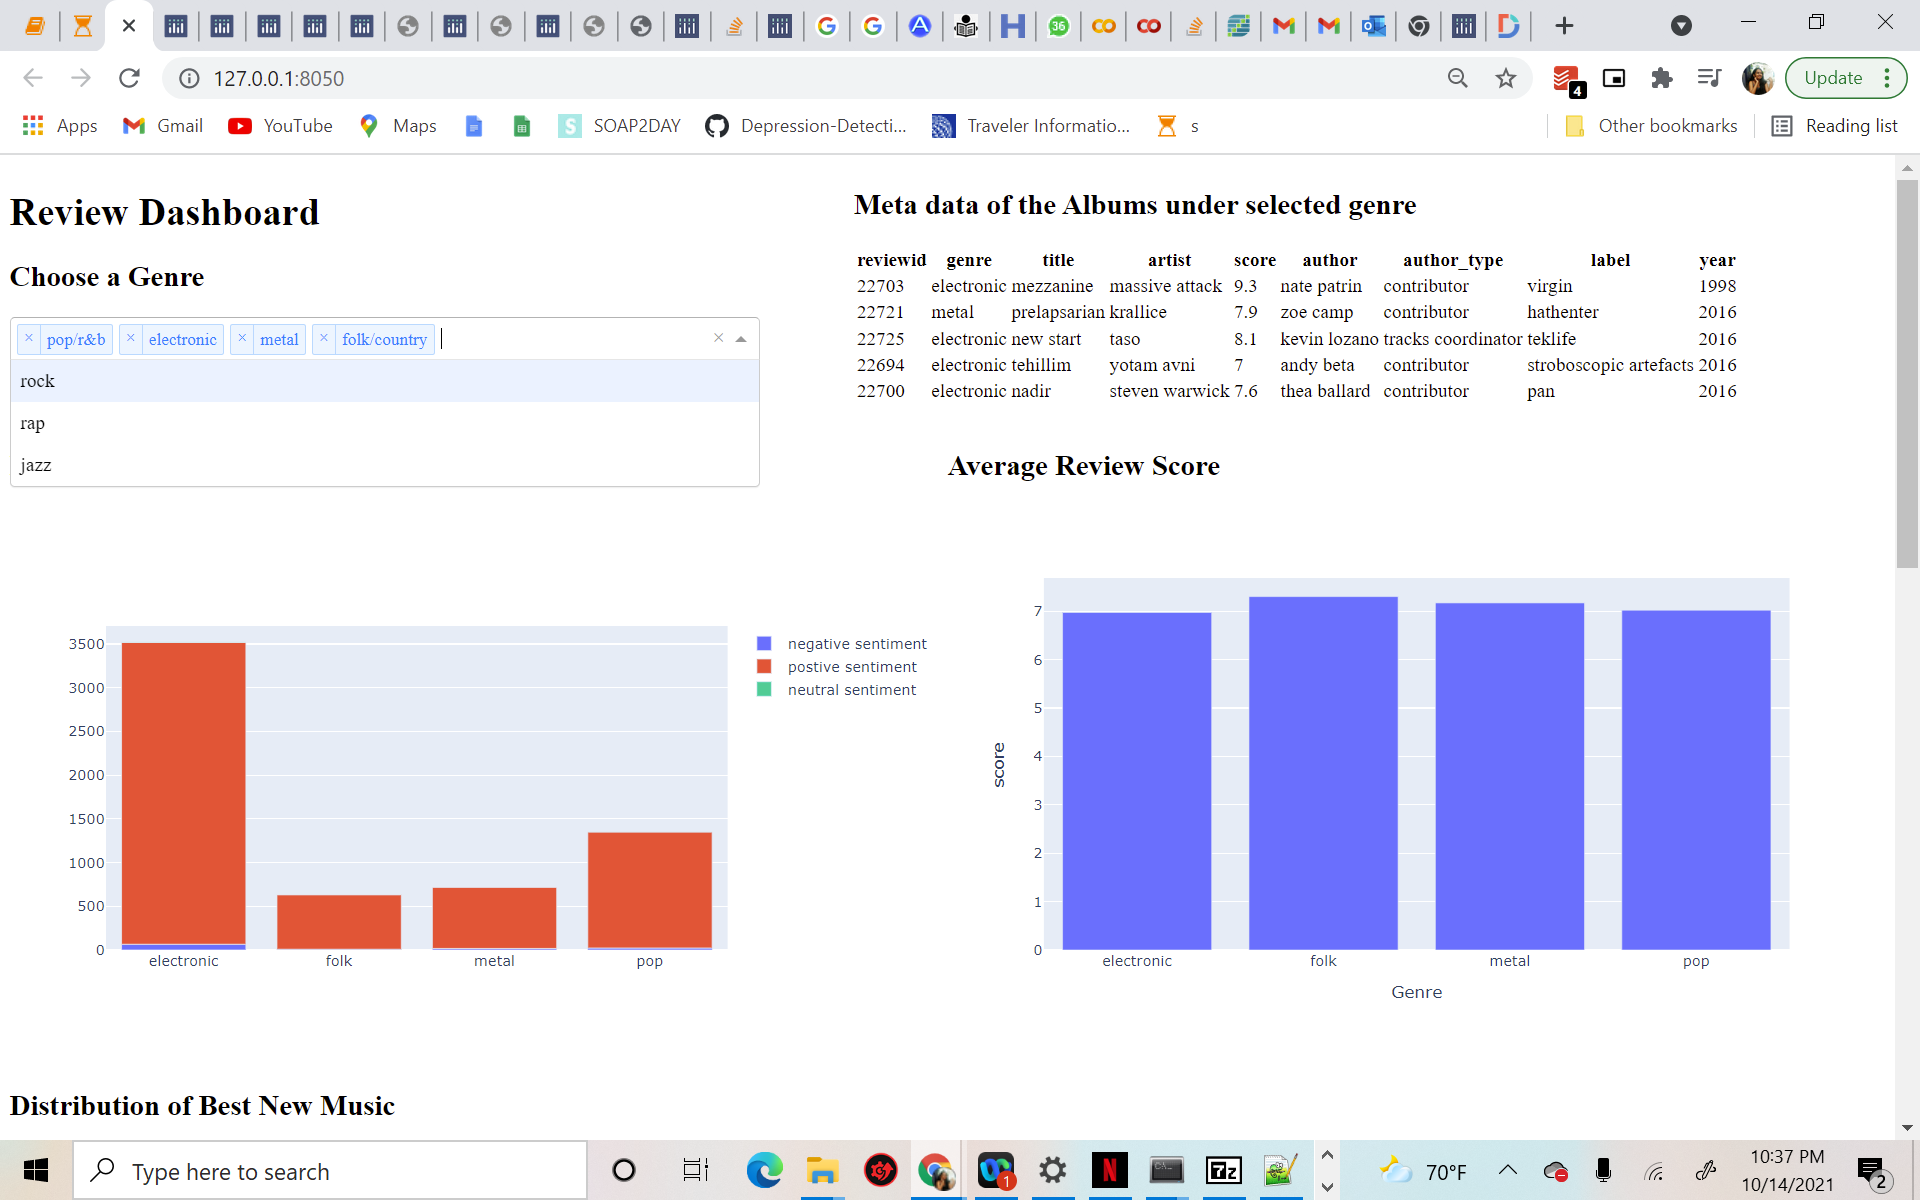 36
127.0.0.1:8050
4
Update
Apps
Gmail
YouTube
Maps
S
SOAP2DAY
Depression-Detecti...
Traveler Informatio...
s
Other bookmarks
Reading list
Review Dashboard
Choose a Genre
× pop/r&b × electronic × metal × folk/country ×
rock
rap
jazz
Meta data of the Albums under selected genre
reviewid genre title artist score author author_type label year
22703 electronic mezzanine massive attack 9.3 nate patrin contributor virgin 1998
22721 metal prelapsarian krallice 7.9 zoe camp contributor hathenter 2016
22725 electronic new start taso 8.1 kevin lozano tracks coordinator teklife 2016
22694 electronic tehillim yotam avni 7 andy beta contributor stroboscopic artefacts 2016
22700 electronic nadir steven warwick 7.6 thea ballard contributor pan 2016
Average Review Score
3500
3000
2500
2000
1500
1000
500
0
electronic folk metal pop
negative sentiment
postive sentiment
neutral sentiment
7
6
5
4
3
2
1
0
score
electronic folk metal pop
Genre
Distribution of Best New Music
Type here to search
1
N
7z
70°F
10:37 PM
10/14/2021
2